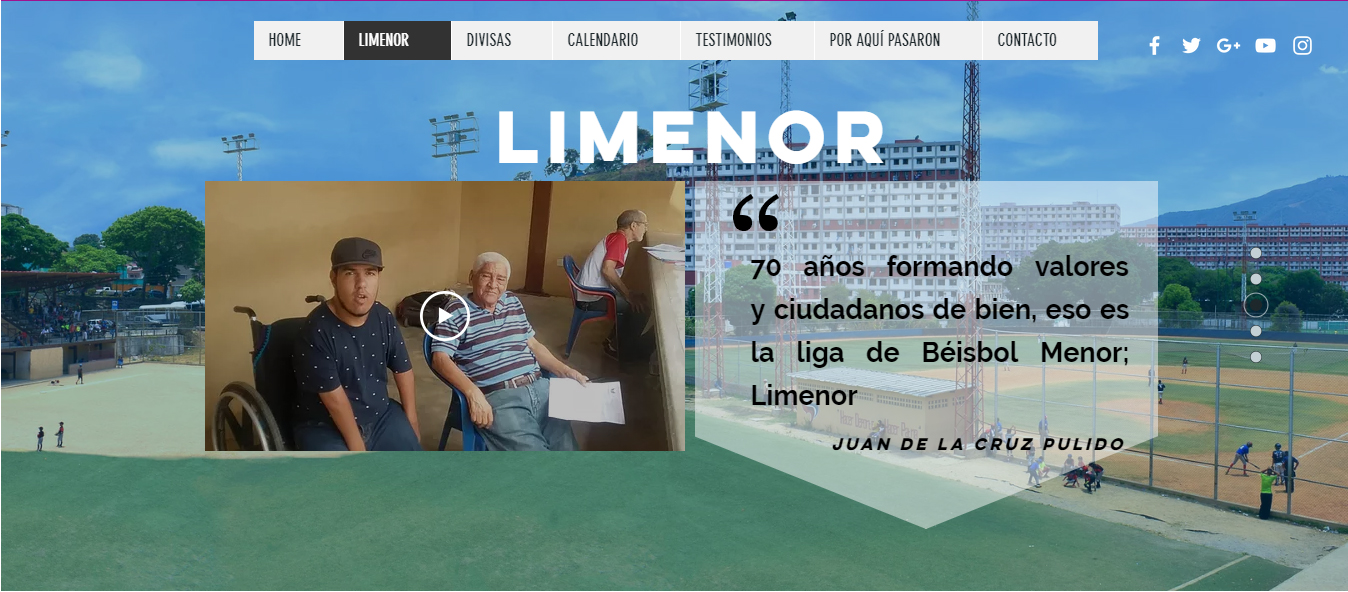 HOME LIMENOR DIVISAS CALENDARIO TESTIMONIOS POR AQUÍ PASARON CONTACTO
LIMENOR
“
70 años formando valores
y ciudadanos de bien, eso es
la liga de Béisbol Menor;
Limenor
JUAN DE LA CRUZ PULIDO